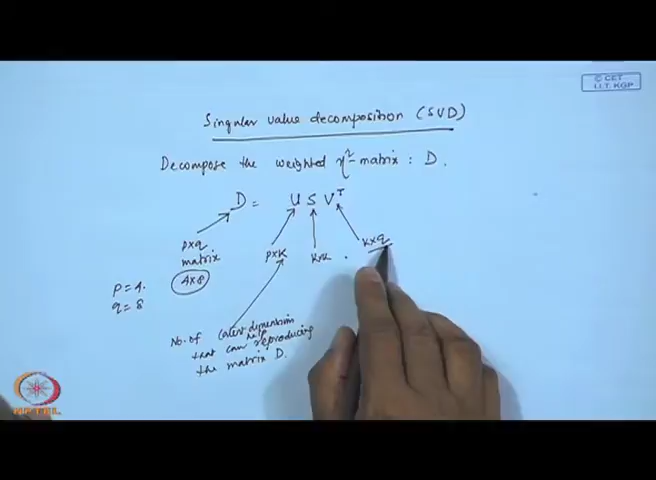 © CET
I.I.T. KGP
Singular value decomposition (SVD)
Decompose the weighted χ²-matrix : D.
D = U S Vᵀ
p×q
matrix
4×8
p×k
k×k
k×q
p = 4.
q = 8
No. of latent dimensions
that can help reproducing
the matrix D.
NPTEL